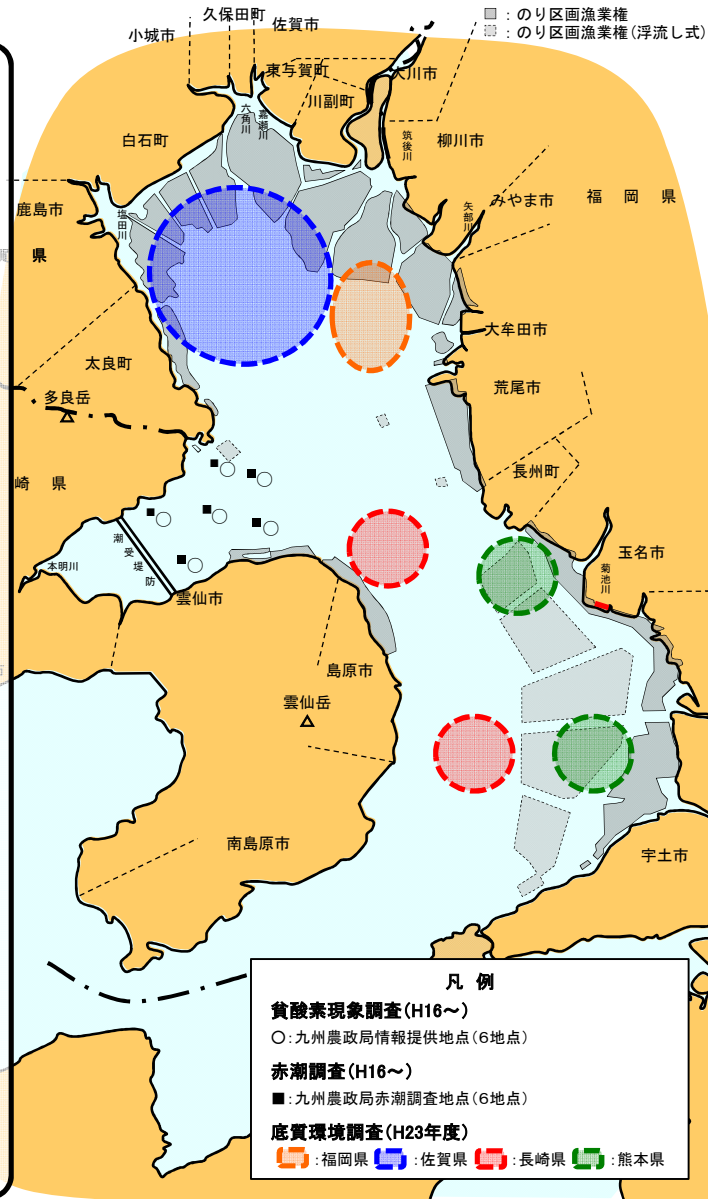 久保田町
佐賀市
小城市
:のり区画漁業権
:のり区画漁業権(浮流し式)
東与賀町
大川市
川副町
六角川
嘉瀬川
白石町
筑後川
柳川市
みやま市
福岡県
鹿島市
塩田川
矢部川
県
大牟田市
太良町
荒尾市
多良岳
長州町
崎県
潮受堤防
本明川
玉名市
菊池川
雲仙市
島原市
雲仙岳
南島原市
宇土市
凡 例
貧酸素現象調査(H16～)
○:九州農政局情報提供地点(6地点)
赤潮調査(H16～)
■:九州農政局赤潮調査地点(6地点)
底質環境調査(H23年度)
:福岡県 :佐賀県 :長崎県 :熊本県